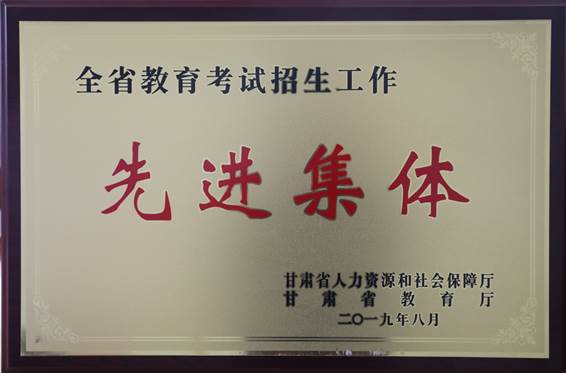 全省教育考试招生工作
先进集体
甘肃省人力资源和社会保障厅
甘肃省教育厅
二〇一九年八月